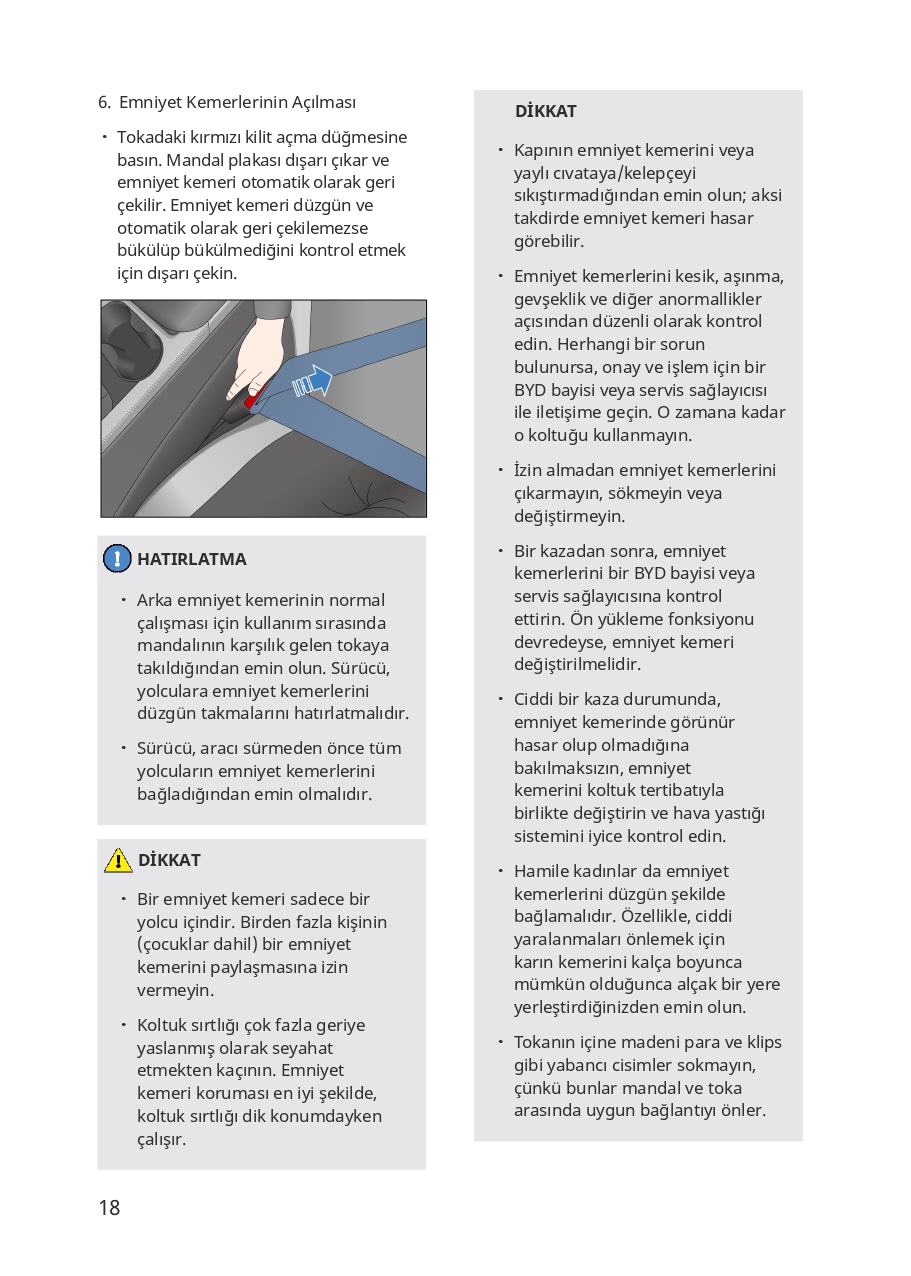 6. Emniyet Kemerlerinin Açılması
• Tokadaki kırmızı kilit açma düğmesine
basın. Mandal plakası dışarı çıkar ve
emniyet kemeri otomatik olarak geri
çekilir. Emniyet kemeri düzgün ve
otomatik olarak geri çekilemezse
bükülüp bükülmediğini kontrol etmek
için dışarı çekin.
HATIRLATMA
• Arka emniyet kemerinin normal
çalışması için kullanım sırasında
mandalının karşılık gelen tokaya
takıldığından emin olun. Sürücü,
yolculara emniyet kemerlerini
düzgün takmalarını hatırlatmalıdır.
• Sürücü, aracı sürmeden önce tüm
yolcuların emniyet kemerlerini
bağladığından emin olmalıdır.
DİKKAT
• Bir emniyet kemeri sadece bir
yolcu içindir. Birden fazla kişinin
(çocuklar dahil) bir emniyet
kemerini paylaşmasına izin
vermeyin.
• Koltuk sırtlığı çok fazla geriye
yaslanmış olarak seyahat
etmekten kaçının. Emniyet
kemeri koruması en iyi şekilde,
koltuk sırtlığı dik konumdayken
çalışır.
DİKKAT
• Kapının emniyet kemerini veya
yaylı cıvataya/kelepçeyi
sıkıştırmadığından emin olun; aksi
takdirde emniyet kemeri hasar
görebilir.
• Emniyet kemerlerini kesik, aşınma,
gevşeklik ve diğer anormallikler
açısından düzenli olarak kontrol
edin. Herhangi bir sorun
bulunursa, onay ve işlem için bir
BYD bayisi veya servis sağlayıcısı
ile iletişime geçin. O zamana kadar
o koltuğu kullanmayın.
• İzin almadan emniyet kemerlerini
çıkarmayın, sökmeyin veya
değiştirmeyin.
• Bir kazadan sonra, emniyet
kemerlerini bir BYD bayisi veya
servis sağlayıcısına kontrol
ettirin. Ön yükleme fonksiyonu
devredeyse, emniyet kemeri
değiştirilmelidir.
• Ciddi bir kaza durumunda,
emniyet kemerinde görünür
hasar olup olmadığına
bakılmaksızın, emniyet
kemerini koltuk tertibatıyla
birlikte değiştirin ve hava yastığı
sistemini iyice kontrol edin.
• Hamile kadınlar da emniyet
kemerlerini düzgün şekilde
bağlamalıdır. Özellikle, ciddi
yaralanmaları önlemek için
karın kemerini kalça boyunca
mümkün olduğunca alçak bir yere
yerleştirdiğinizden emin olun.
• Tokanın içine madeni para ve klips
gibi yabancı cisimler sokmayın,
çünkü bunlar mandal ve toka
arasında uygun bağlantıyı önler.
18